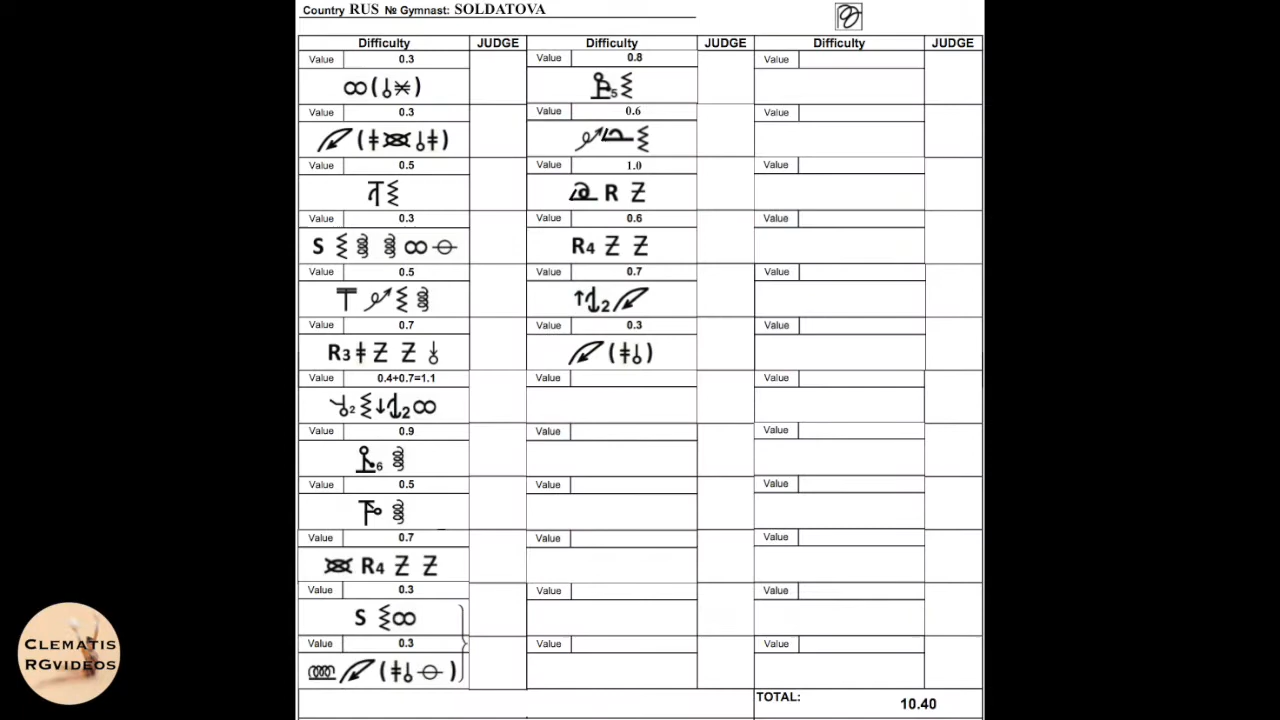 Country RUS № Gymnast: SOLDATOVA
Difficulty JUDGE Difficulty JUDGE Difficulty JUDGE
Value 0.3 Value 0.8 Value
5
Value 0.3 Value 0.6 Value
Value 0.5 Value 1.0 Value
R Z
Value 0.3 Value 0.6 Value
S R4 Z Z
Value 0.5 Value 0.7 Value
2
Value 0.7 Value 0.3 Value
R3 Z Z
Value 0.4+0.7=1.1 Value Value
2 2
Value 0.9 Value Value
6
Value 0.5 Value Value
Value 0.7 Value Value
R4 Z Z
Value 0.3 Value Value
S
Value 0.3 Value Value
TOTAL: 10.40
CLEMATIS
RGVIDEOS